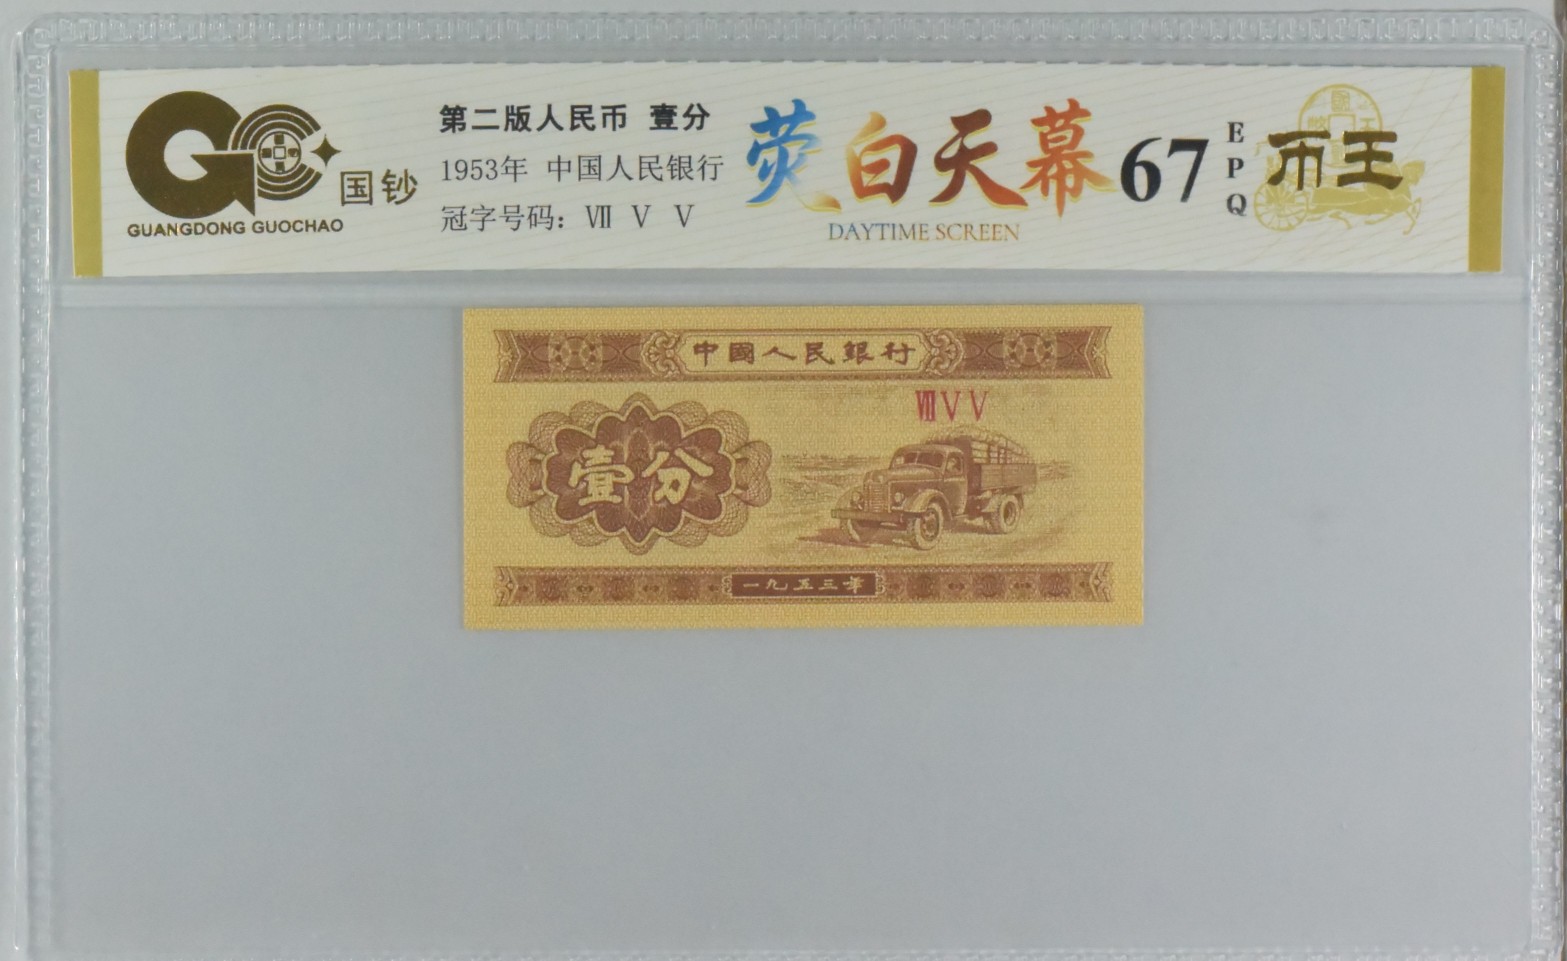 国钞
GUANGDONG GUOCHAO
第二版人民币 壹分
1953年 中国人民银行
冠字号码：Ⅶ Ⅴ Ⅴ
荧白天幕
DAYTIME SCREEN
67
EPQ
币王
中國人民銀行
ⅦⅤⅤ
壹分
一九五三年